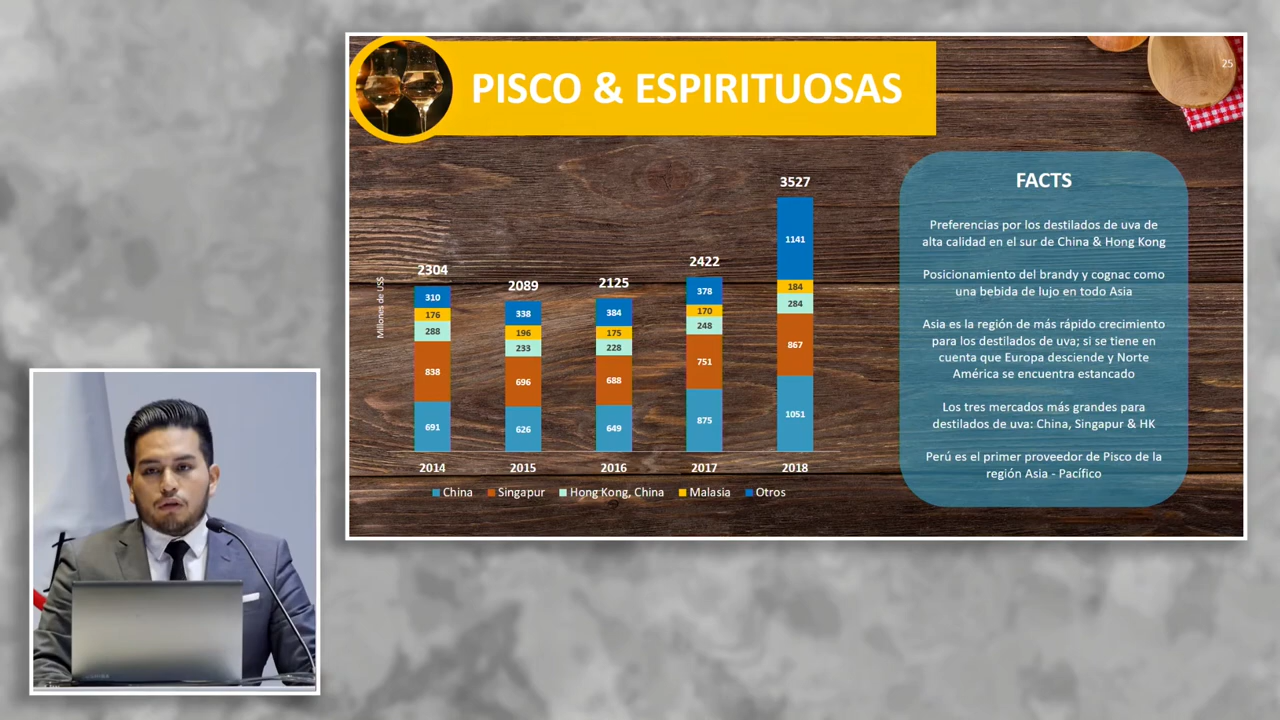 25
PISCO & ESPIRITUOSAS
Millones de US$
2304
310
176
288
838
691
2014
2089
338
196
233
696
626
2015
2125
384
175
228
688
649
2016
2422
378
170
248
751
875
2017
3527
1141
184
284
867
1051
2018
China
Singapur
Hong Kong, China
Malasia
Otros
FACTS
Preferencias por los destilados de uva de
alta calidad en el sur de China & Hong Kong
Posicionamiento del brandy y cognac como
una bebida de lujo en todo Asia
Asia es la región de más rápido crecimiento
para los destilados de uva; si se tiene en
cuenta que Europa desciende y Norte
América se encuentra estancado
Los tres mercados más grandes para
destilados de uva: China, Singapur & HK
Perú es el primer proveedor de Pisco de la
región Asia - Pacífico